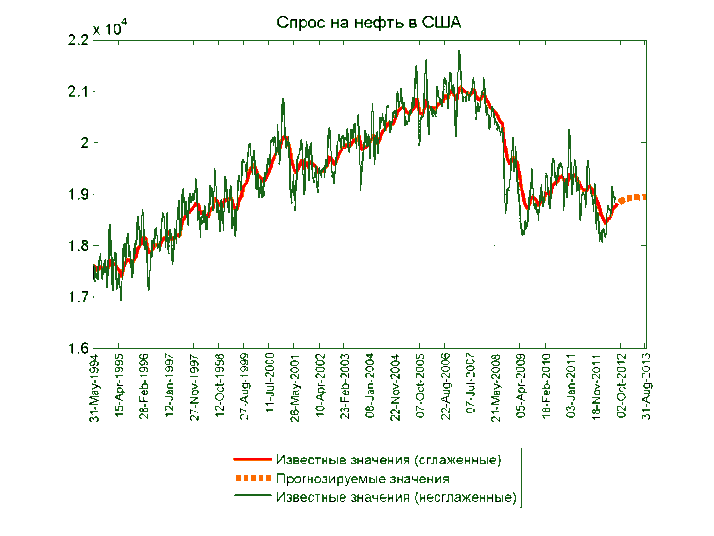 Спрос на нефть в США
x 10⁴
2.2
2.1
2
1.9
1.8
1.7
1.6
31-May-1994
15-Apr-1995
28-Feb-1996
12-Jan-1997
27-Nov-1997
12-Oct-1998
27-Aug-1999
11-Jul-2000
26-May-2001
10-Apr-2002
23-Feb-2003
08-Jan-2004
22-Nov-2004
07-Oct-2005
22-Aug-2006
07-Jul-2007
21-May-2008
05-Apr-2009
18-Feb-2010
03-Jan-2011
18-Nov-2011
02-Oct-2012
31-Aug-2013
Известные значения (сглаженные)
Прогнозируемые значения
Известные значения (несглаженные)